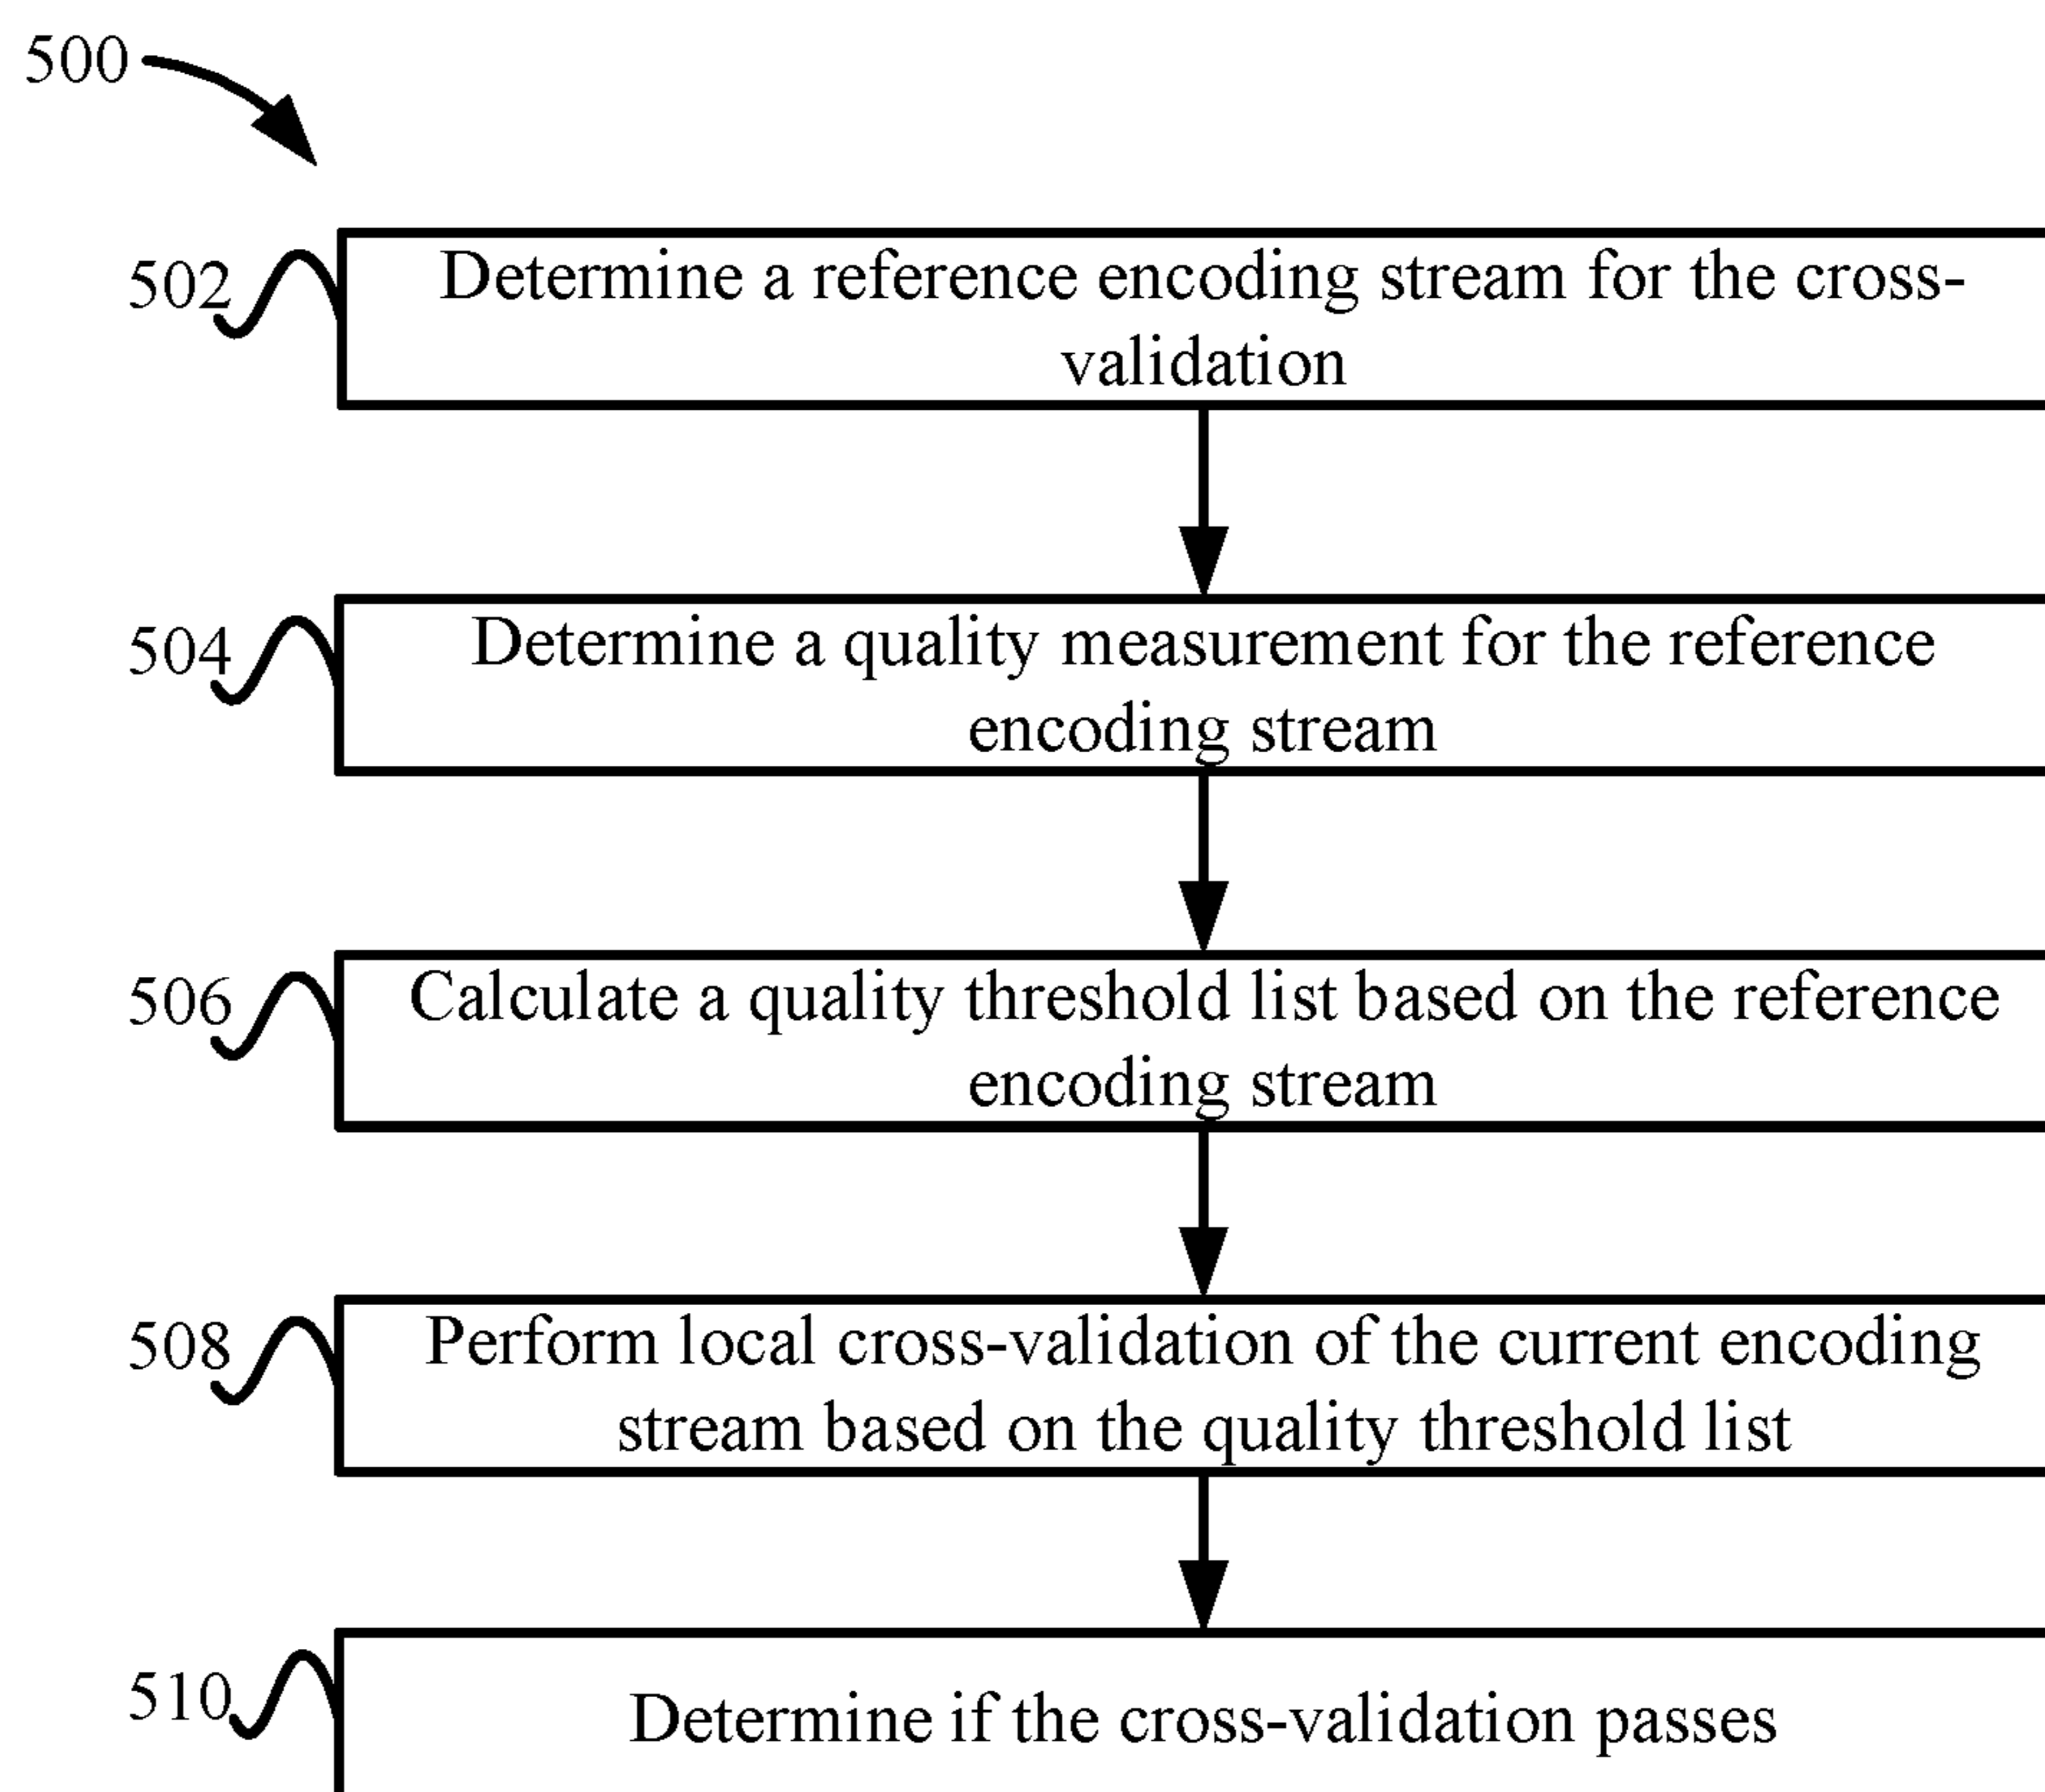 500
502
Determine a reference encoding stream for the cross-
validation
504
Determine a quality measurement for the reference
encoding stream
506
Calculate a quality threshold list based on the reference
encoding stream
508
Perform local cross-validation of the current encoding
stream based on the quality threshold list
510
Determine if the cross-validation passes